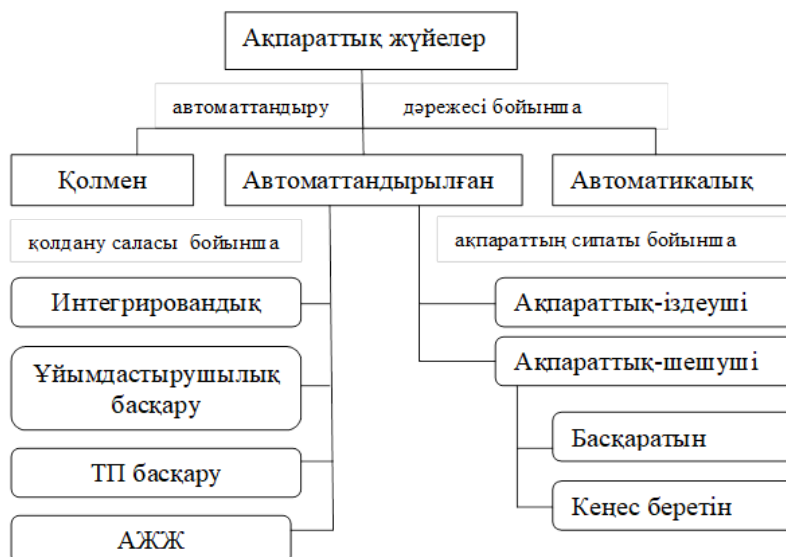 Ақпараттық жүйелер
автоматтандыру дәрежесі бойынша
Қолмен
Автоматтандырылған
Автоматикалық
қолдану саласы бойынша
ақпараттың сипаты бойынша
Интегрировандық
Ақпараттық-іздеуші
Ұйымдастырушылық
басқару
Ақпараттық-шешуші
Басқаратын
ТП басқару
Кеңес беретін
АЖЖ